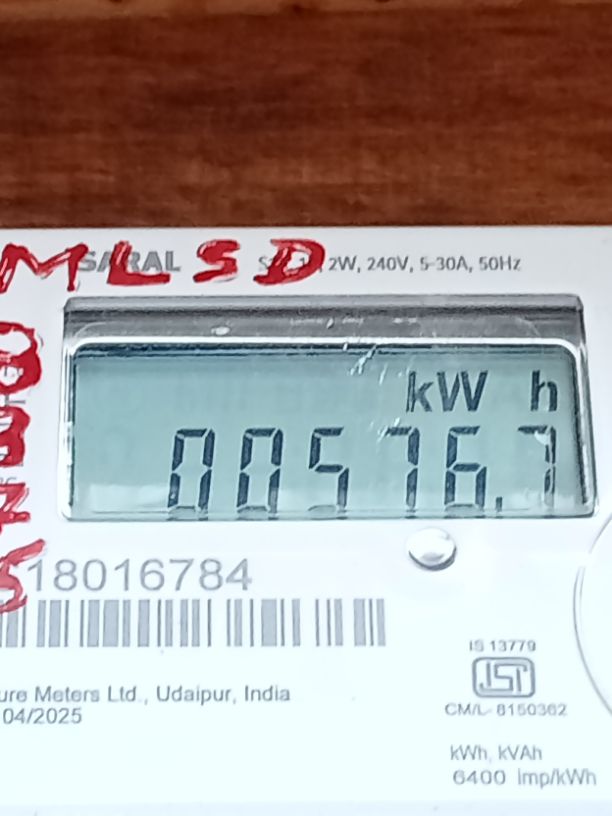 MLSD
SARAL
2W, 240V, 5-30A, 50Hz
kW h
00576.7
18016784
ure Meters Ltd., Udaipur, India
04/2025
IS 13779
ISI
CM/L- 8150362
kWh, kVAh
6400 imp/kWh